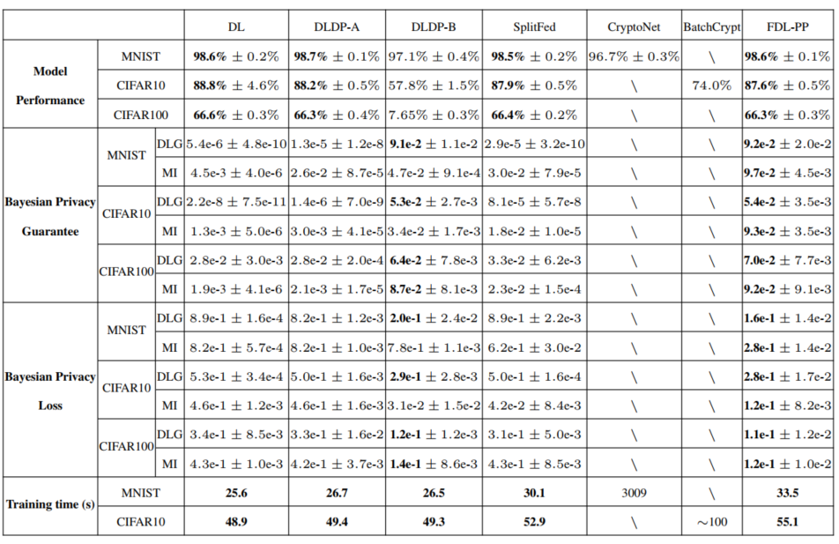 DL DLDP-A DLDP-B SplitFed CryptoNet BatchCrypt FDL-PP
Model Performance
MNIST 98.6% ± 0.2% 98.7% ± 0.1% 97.1% ± 0.4% 98.5% ± 0.2% 96.7% ± 0.3% \ 98.6% ± 0.1%
CIFAR10 88.8% ± 4.6% 88.2% ± 0.5% 57.8% ± 1.5% 87.9% ± 0.5% \ 74.0% 87.6% ± 0.5%
CIFAR100 66.6% ± 0.3% 66.3% ± 0.4% 7.65% ± 0.3% 66.4% ± 0.2% \ \ 66.3% ± 0.3%
Bayesian Privacy Guarantee
MNIST DLG 5.4e-6 ± 4.8e-10 1.3e-5 ± 1.2e-8 9.1e-2 ± 1.1e-2 2.9e-5 ± 3.2e-10 \ \ 9.2e-2 ± 2.0e-2
MI 4.5e-3 ± 4.0e-6 2.6e-2 ± 8.7e-5 4.7e-2 ± 9.1e-4 3.0e-2 ± 7.9e-5 \ \ 9.7e-2 ± 4.5e-3
CIFAR10 DLG 2.2e-8 ± 7.5e-11 1.4e-6 ± 7.0e-9 5.3e-2 ± 2.7e-3 8.1e-5 ± 5.7e-8 \ \ 5.4e-2 ± 3.5e-3
MI 1.3e-3 ± 5.0e-6 3.0e-3 ± 4.1e-5 3.4e-2 ± 1.7e-3 1.8e-2 ± 1.0e-5 \ \ 9.3e-2 ± 3.5e-3
CIFAR100 DLG 2.8e-2 ± 3.0e-3 2.8e-2 ± 2.0e-4 6.4e-2 ± 7.8e-3 3.3e-2 ± 6.2e-3 \ \ 7.0e-2 ± 7.7e-3
MI 1.9e-3 ± 4.1e-6 2.1e-3 ± 1.7e-5 8.7e-2 ± 8.1e-3 2.3e-2 ± 1.5e-4 \ \ 9.2e-2 ± 9.1e-3
Bayesian Privacy Loss
MNIST DLG 8.9e-1 ± 1.6e-4 8.2e-1 ± 1.2e-3 2.0e-1 ± 2.4e-2 8.9e-1 ± 2.2e-3 \ \ 1.6e-1 ± 1.4e-2
MI 8.2e-1 ± 5.7e-4 8.2e-1 ± 1.0e-3 7.8e-1 ± 1.1e-3 6.2e-1 ± 3.0e-2 \ \ 2.8e-1 ± 1.4e-2
CIFAR10 DLG 5.3e-1 ± 3.4e-4 5.0e-1 ± 1.6e-3 2.9e-1 ± 2.8e-3 5.0e-1 ± 1.6e-4 \ \ 2.8e-1 ± 1.7e-2
MI 4.6e-1 ± 1.2e-3 4.6e-1 ± 1.6e-3 3.1e-2 ± 1.5e-2 4.2e-2 ± 8.4e-3 \ \ 1.2e-1 ± 8.2e-3
CIFAR100 DLG 3.4e-1 ± 8.5e-3 3.3e-1 ± 1.6e-2 1.2e-1 ± 1.2e-3 3.1e-1 ± 5.0e-3 \ \ 1.1e-1 ± 1.2e-2
MI 4.3e-1 ± 1.0e-3 4.2e-1 ± 3.7e-3 1.4e-1 ± 8.6e-3 4.3e-1 ± 8.5e-3 \ \ 1.2e-1 ± 1.0e-2
Training time (s)
MNIST 25.6 26.7 26.5 30.1 3009 \ 33.5
CIFAR10 48.9 49.4 49.3 52.9 \ ~100 55.1